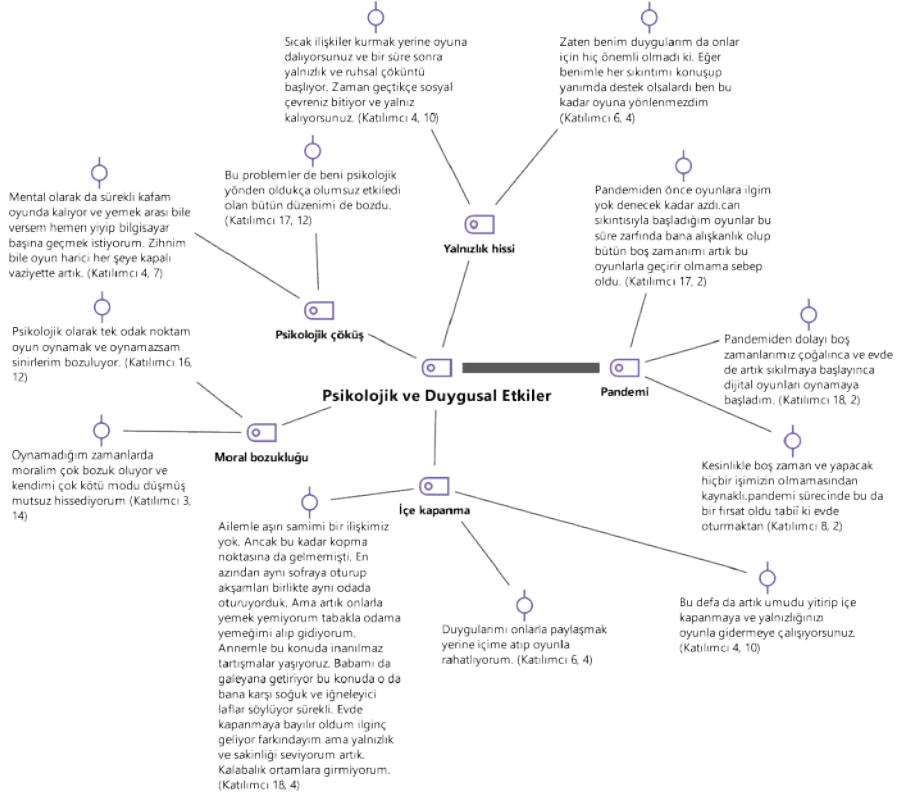 Sıcak ilişkiler kurmak yerine oyuna
dalıyorsunuz ve bir süre sonra
yalnızlık ve ruhsal çöküntü
başlıyor. Zaman geçtikçe sosyal
çevreniz bitiyor ve yalnız
kalıyorsunuz. (Katılımcı 4, 10)
Zaten benim duygularım da onlar
için hiç önemli olmadı ki. Eğer
benimle her sıkıntımı konuşup
yanımda destek olsalardı ben bu
kadar oyuna yönlenmezdim
(Katılımcı 6, 4)
Bu problemler de beni psikolojik
yönden oldukça olumsuz etkiledi
olan bütün düzenimi de bozdu.
(Katılımcı 17, 12)
Mental olarak da sürekli kafam
oyunda kalıyor ve yemek arası bile
versem hemen yiyip bilgisayar
başına geçmek istiyorum. Zihnim
bile oyun harici her şeye kapalı
vaziyette artık. (Katılımcı 4, 7)
Pandemiden önce oyunlara ilgim
yok denecek kadar azdı.can
sıkıntısıyla başladığım oyunlar bu
süre zarfında bana alışkanlık olup
bütün boş zamanımı artık bu
oyunlarla geçirir olmama sebep
oldu. (Katılımcı 17, 2)
Yalnızlık hissi
Psikolojik çöküş
Psikolojik olarak tek odak noktam
oyun oynamak ve oynamazsam
sinirlerim bozuluyor. (Katılımcı 16,
12)
Pandemiden dolayı boş
zamanlarımız çoğalınca ve evde
de artık sıkılmaya başlayınca
dijital oyunları oynamaya
başladım. (Katılımcı 18, 2)
Psikolojik ve Duygusal Etkiler
Pandemi
Moral bozukluğu
Oynamadığım zamanlarda
moralim çok bozuk oluyor ve
kendimi çok kötü modu düşmüş
mutsuz hissediyorum (Katılımcı 3,
14)
Kesinlikle boş zaman ve yapacak
hiçbir işimizin olmamasından
kaynaklı.pandemi sürecinde bu da
bir fırsat oldu tabiî ki evde
oturmaktan (Katılımcı 8, 2)
İçe kapanma
Ailemle aşırı samimi bir ilişkimiz
yok. Ancak bu kadar kopma
noktasına da gelmemişti. En
azından aynı sofraya oturup
akşamları birlikte aynı odada
oturuyorduk. Ama artık onlarla
yemek yemiyorum tabakla odama
yemeğimi alıp gidiyorum.
Annemle bu konuda inanılmaz
tartışmalar yaşıyoruz. Babamı da
galeyana getiriyor bu konuda o da
bana karşı soğuk ve iğneleyici
laflar söylüyor sürekli. Evde
kapanmaya bayılır oldum ilginç
geliyor farkındayım ama yalnızlık
ve sakinliği seviyorum artık.
Kalabalık ortamlara girmiyorum.
(Katılımcı 18, 4)
Duygularımı onlarla paylaşmak
yerine içime atıp oyunla
rahatlıyorum. (Katılımcı 6, 4)
Bu defa da artık umudu yitirip içe
kapanmaya ve yalnızlığınızı
oyunla gidermeye çalışıyorsunuz.
(Katılımcı 4, 10)